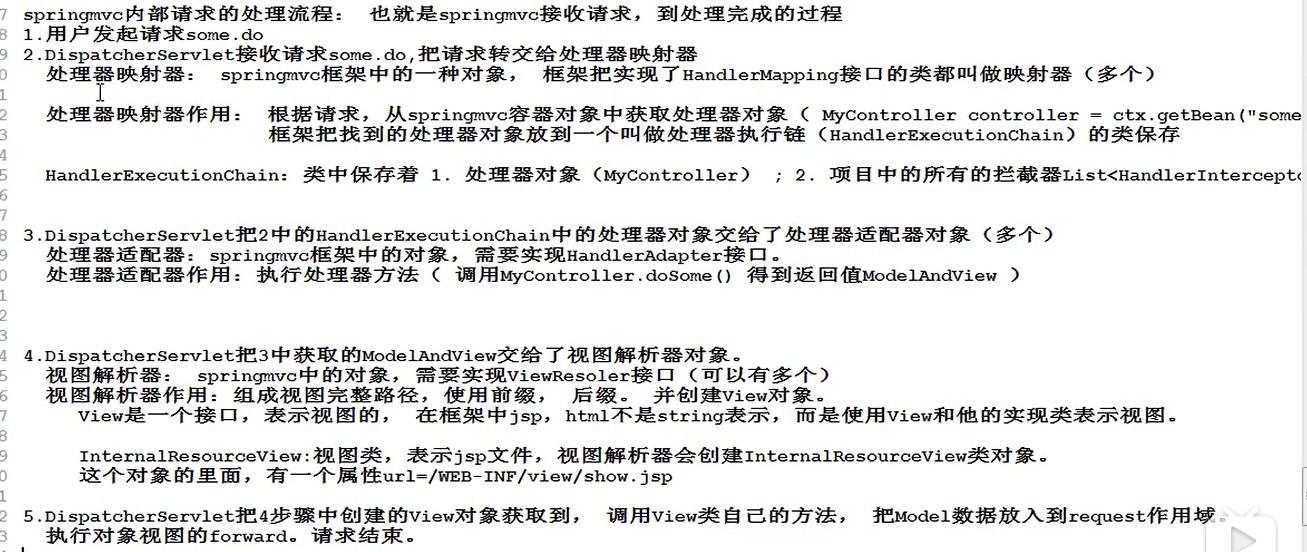 springmvc内部请求的处理流程： 也就是springmvc接收请求，到处理完成的过程
1.用户发起请求some.do
2.DispatcherServlet接收请求some.do,把请求转交给处理器映射器
处理器映射器： springmvc框架中的一种对象， 框架把实现了HandlerMapping接口的类都叫做映射器（多个）
处理器映射器作用： 根据请求，从springmvc容器对象中获取处理器对象（ MyController controller = ctx.getBean("some
框架把找到的处理器对象放到一个叫做处理器执行链（HandlerExecutionChain）的类保存
HandlerExecutionChain：类中保存着 1. 处理器对象（MyController） ；2. 项目中的所有的拦截器List<HandlerIntercepto
3.DispatcherServlet把2中的HandlerExecutionChain中的处理器对象交给了处理器适配器对象（多个）
处理器适配器：springmvc框架中的对象，需要实现HandlerAdapter接口。
处理器适配器作用：执行处理器方法（ 调用MyController.doSome() 得到返回值ModelAndView ）
4.DispatcherServlet把3中获取的ModelAndView交给了视图解析器对象。
视图解析器： springmvc中的对象，需要实现ViewResoler接口（可以有多个）
视图解析器作用：组成视图完整路径，使用前缀， 后缀。 并创建View对象。
View是一个接口，表示视图的， 在框架中jsp，html不是string表示，而是使用View和他的实现类表示视图。
InternalResourceView:视图类，表示jsp文件，视图解析器会创建InternalResourceView类对象。
这个对象的里面，有一个属性url=/WEB-INF/view/show.jsp
5.DispatcherServlet把4步骤中创建的View对象获取到， 调用View类自己的方法， 把Model数据放入到request作用域。
执行对象视图的forward。请求结束。